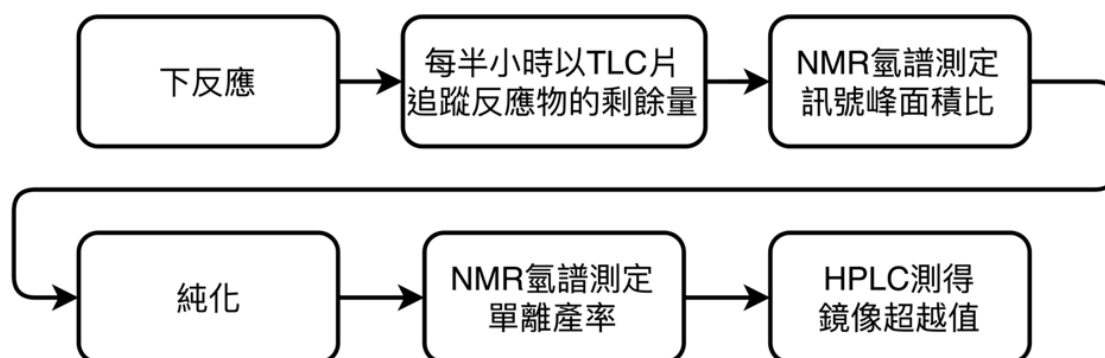 下反應
每半小時以TLC片
追蹤反應物的剩餘量
NMR氫譜測定
訊號峰面積比
純化
NMR氫譜測定
單離產率
HPLC測得
鏡像超越值